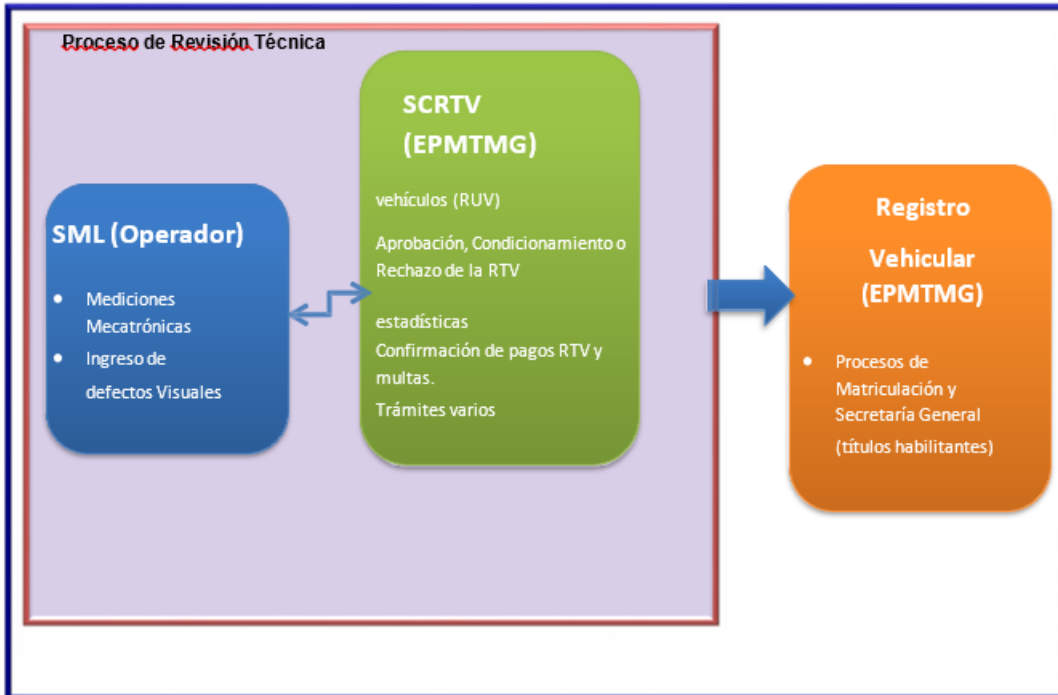 Proceso de Revisión Técnica
SML (Operador)
• Mediciones
Mecatrónicas
• Ingreso de
defectos Visuales
SCRTV
(EPMTMG)
vehículos (RUV)
Aprobación, Condicionamiento o
Rechazo de la RTV
estadísticas
Confirmación de pagos RTV y
multas.
Trámites varios
Registro
Vehicular
(EPMTMG)
• Procesos de
Matriculación y
Secretaría General
(títulos habilitantes)